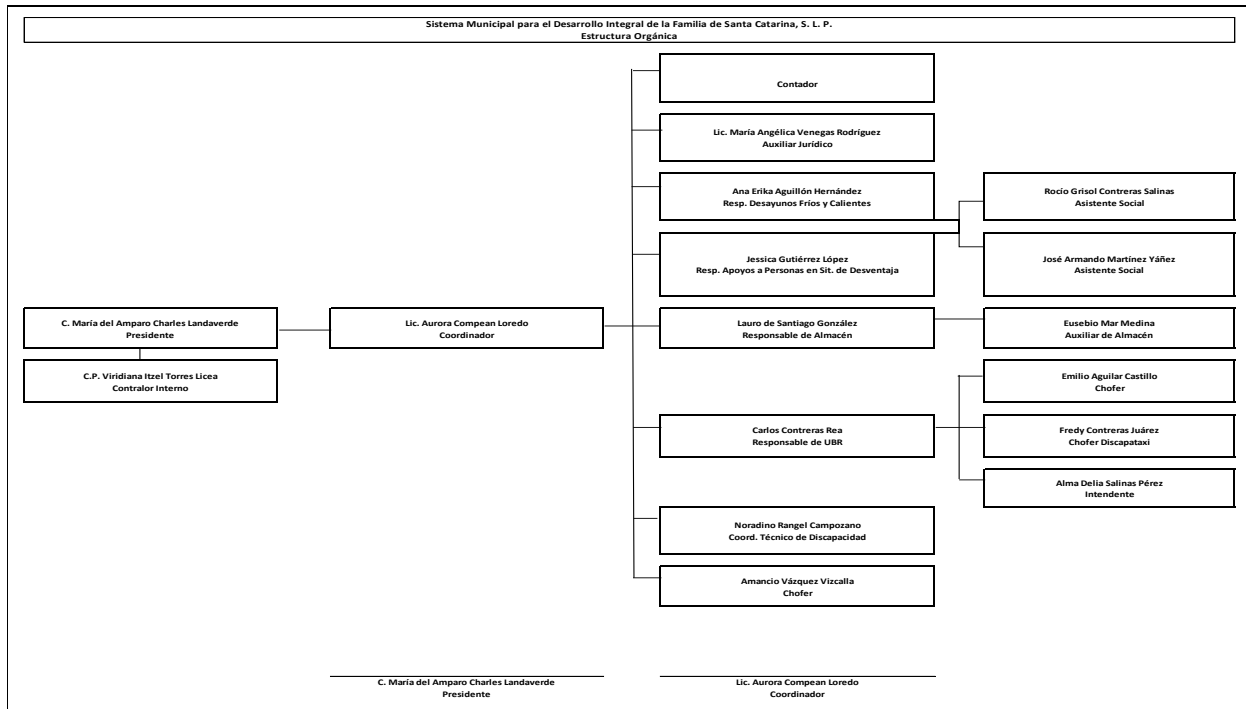 Sistema Municipal para el Desarrollo Integral de la Familia de Santa Catarina, S. L. P.
Estructura Orgánica
Contador
Lic. María Angélica Venegas Rodríguez
Auxiliar Jurídico
Ana Erika Aguillón Hernández
Resp. Desayunos Fríos y Calientes
Rocío Grisol Contreras Salinas
Asistente Social
Jessica Gutiérrez López
Resp. Apoyos a Personas en Sit. de Desventaja
José Armando Martínez Yáñez
Asistente Social
C. María del Amparo Charles Landaverde
Presidente
Lic. Aurora Compean Loredo
Coordinador
Lauro de Santiago González
Responsable de Almacén
Eusebio Mar Medina
Auxiliar de Almacén
C.P. Viridiana Itzel Torres Licea
Contralor Interno
Emilio Aguilar Castillo
Chofer
Carlos Contreras Rea
Responsable de UBR
Fredy Contreras Juárez
Chofer Discapataxi
Alma Delia Salinas Pérez
Intendente
Noradino Rangel Campozano
Coord. Técnico de Discapacidad
Amancio Vázquez Vizcalla
Chofer
C. María del Amparo Charles Landaverde
Presidente
Lic. Aurora Compean Loredo
Coordinador